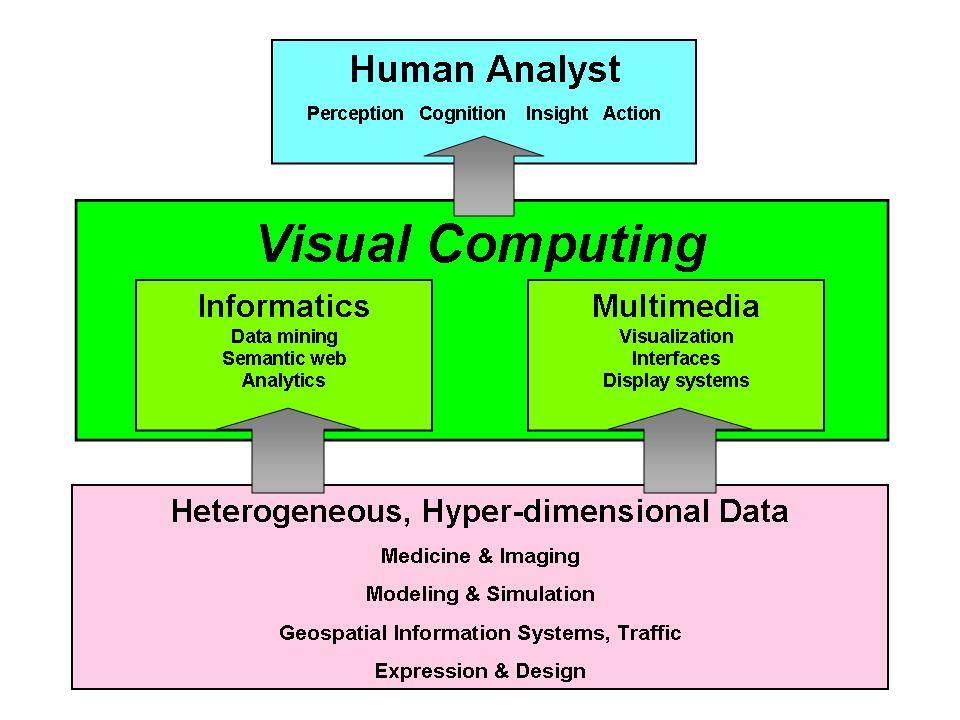 Human Analyst
Perception Cognition Insight Action
Visual Computing
Informatics
Data mining
Semantic web
Analytics
Multimedia
Visualization
Interfaces
Display systems
Heterogeneous, Hyper-dimensional Data
Medicine & Imaging
Modeling & Simulation
Geospatial Information Systems, Traffic
Expression & Design